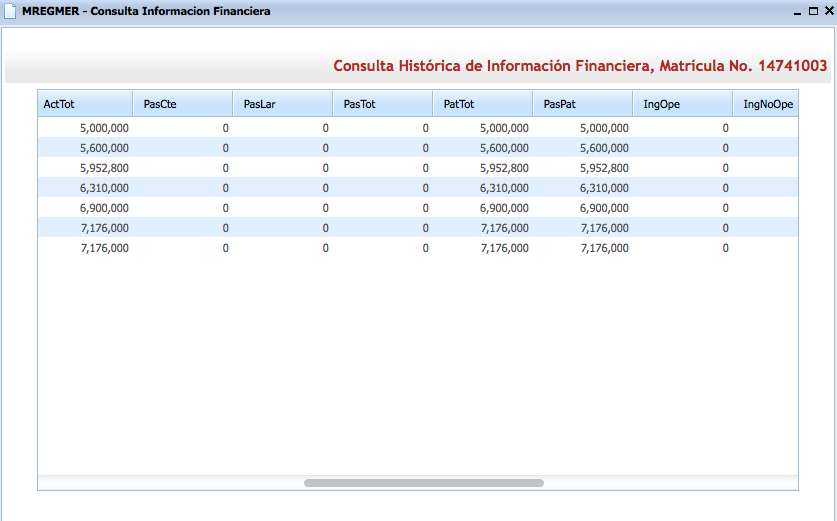 MREGMER - Consulta Informacion Financiera
Consulta Histórica de Información Financiera, Matrícula No. 14741003
ActTot PasCte PasLar PasTot PatTot PasPat IngOpe IngNoOpe
5,000,000 0 0 0 5,000,000 5,000,000 0
5,600,000 0 0 0 5,600,000 5,600,000 0
5,952,800 0 0 0 5,952,800 5,952,800 0
6,310,000 0 0 0 6,310,000 6,310,000 0
6,900,000 0 0 0 6,900,000 6,900,000 0
7,176,000 0 0 0 7,176,000 7,176,000 0
7,176,000 0 0 0 7,176,000 7,176,000 0